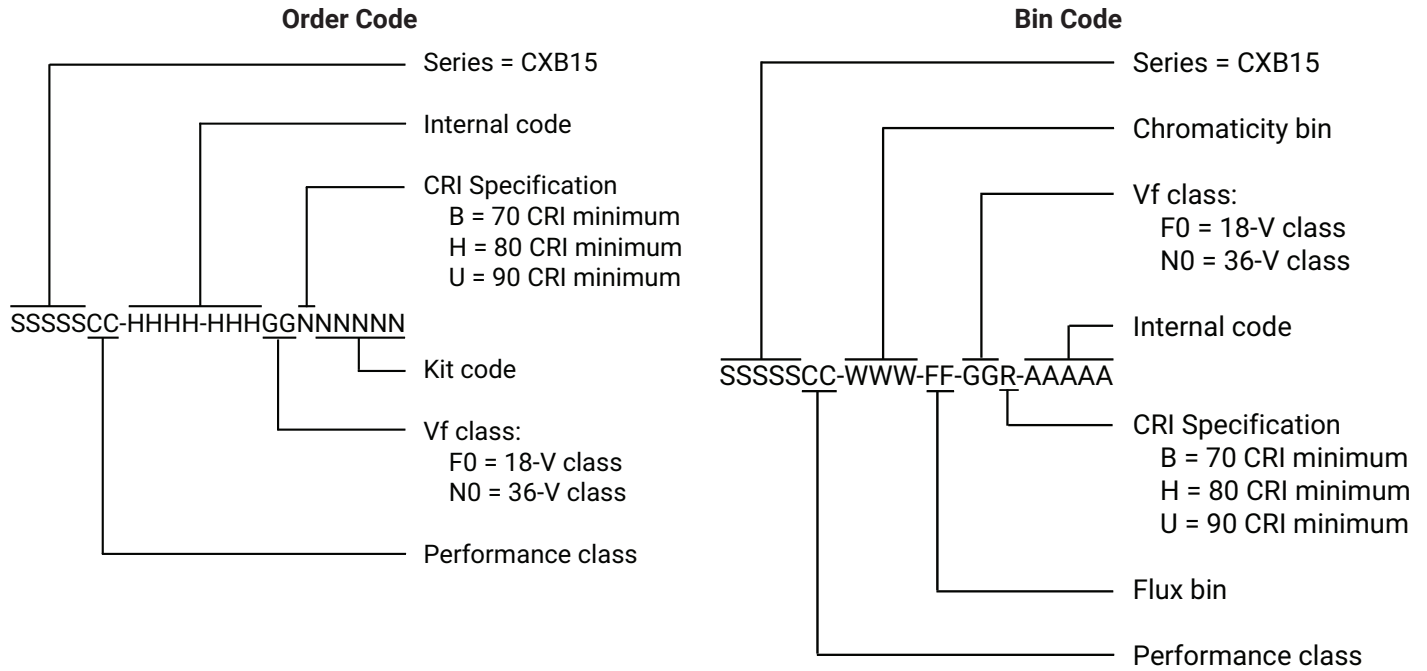 Order Code
Series = CXB15
Internal code
CRI Specification
B = 70 CRI minimum
H = 80 CRI minimum
U = 90 CRI minimum
SSSSSCC-HHHH-HHHGGNNNNNN
Kit code
Vf class:
F0 = 18-V class
N0 = 36-V class
Performance class
Bin Code
Series = CXB15
Chromaticity bin
Vf class:
F0 = 18-V class
N0 = 36-V class
Internal code
SSSSSCC-WWW-FF-GGR-AAAAA
CRI Specification
B = 70 CRI minimum
H = 80 CRI minimum
U = 90 CRI minimum
Flux bin
Performance class